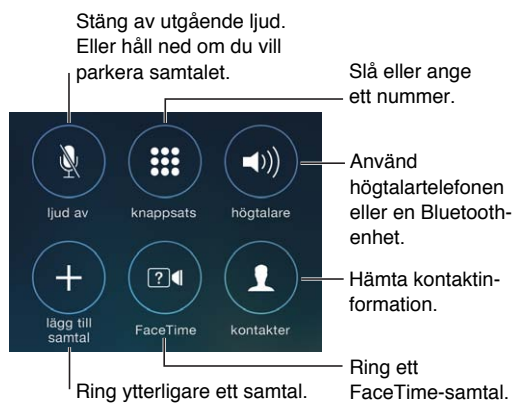 Stäng av utgående ljud.
Eller håll ned om du vill
parkera samtalet.
Slå eller ange
ett nummer.
Använd
högtalartelefonen
eller en Bluetooth-
enhet.
Hämta kontaktin-
formation.
Ring ett
FaceTime-samtal.
Ring ytterligare ett samtal.
ljud av
knappsats
högtalare
lägg till
samtal
?
FaceTime
kontakter